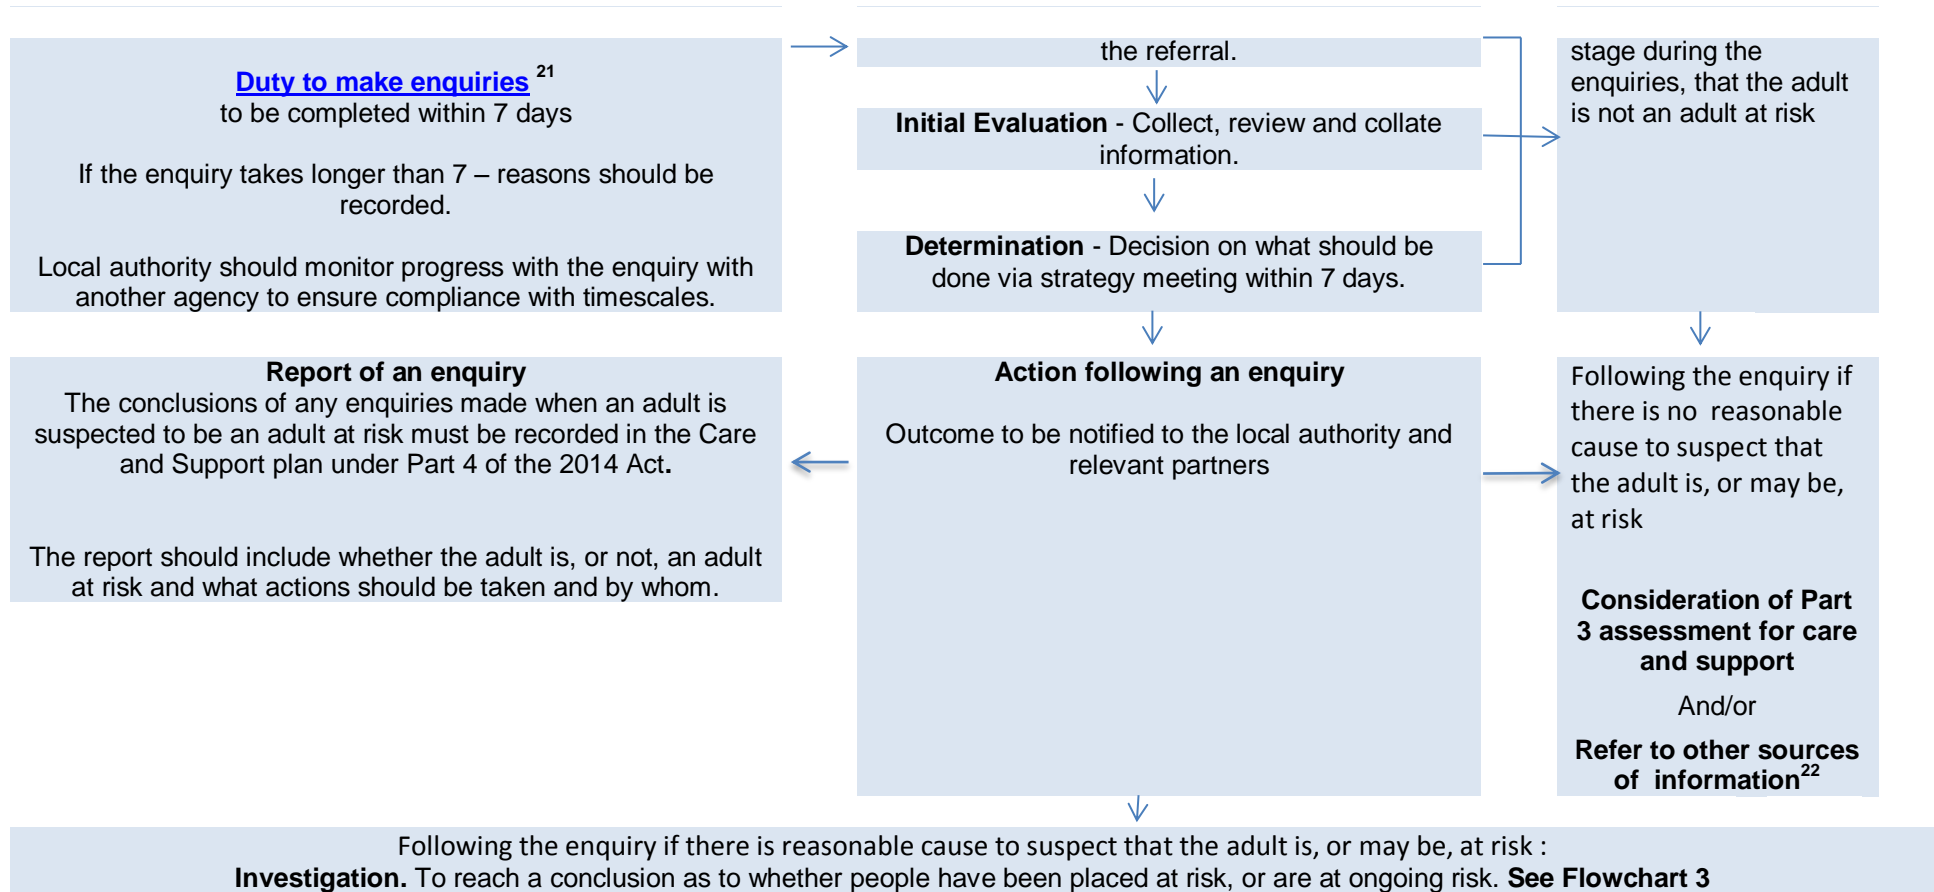 Duty to make enquiries 21
to be completed within 7 days
If the enquiry takes longer than 7 – reasons should be
recorded.
Local authority should monitor progress with the enquiry with
another agency to ensure compliance with timescales.
the referral.
Initial Evaluation - Collect, review and collate
information.
Determination - Decision on what should be
done via strategy meeting within 7 days.
stage during the
enquiries, that the adult
is not an adult at risk
Report of an enquiry
The conclusions of any enquiries made when an adult is
suspected to be an adult at risk must be recorded in the Care
and Support plan under Part 4 of the 2014 Act.
The report should include whether the adult is, or not, an adult
at risk and what actions should be taken and by whom.
Action following an enquiry
Outcome to be notified to the local authority and
relevant partners
Following the enquiry if
there is no  reasonable
cause to suspect that
the adult is, or may be,
at risk
Consideration of Part
3 assessment for care
and support
And/or
Refer to other sources
of  information22
Following the enquiry if there is reasonable cause to suspect that the adult is, or may be, at risk :
Investigation. To reach a conclusion as to whether people have been placed at risk, or are at ongoing risk. See Flowchart 3